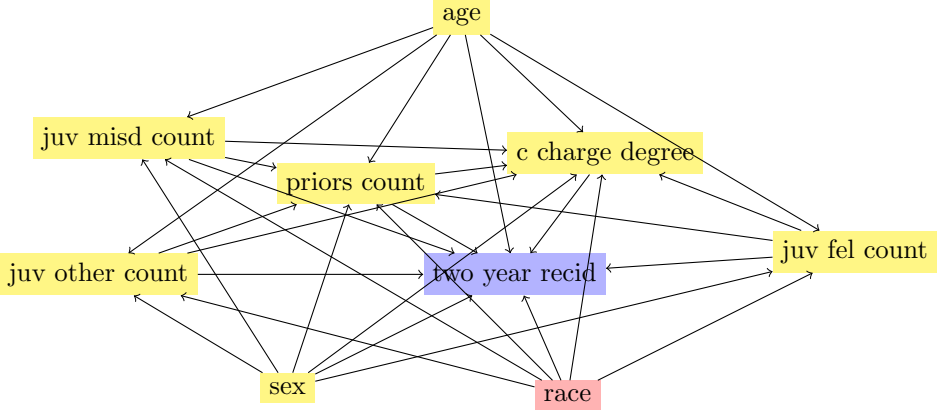 age
juv misd count
c charge degree
priors count
juv fel count
juv other count
two year recid
sex
race